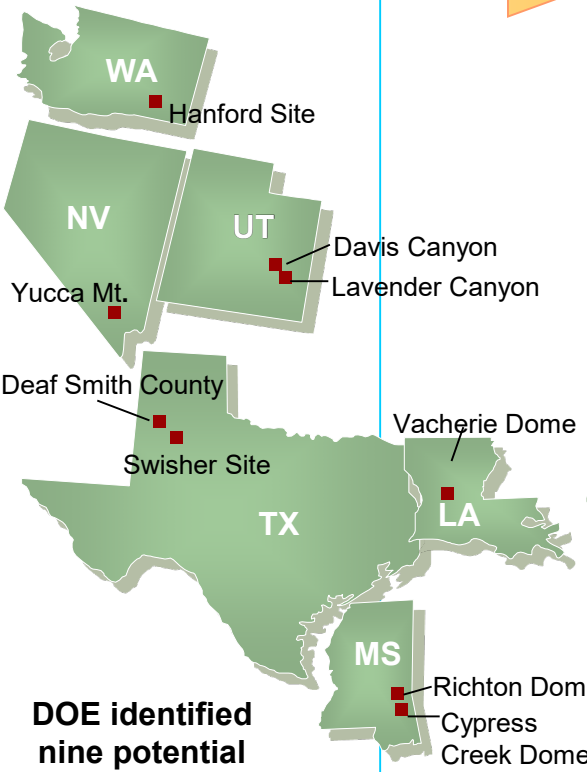 WA
Hanford Site
NV
UT
Davis Canyon
Lavender Canyon
Yucca Mt.
Deaf Smith County
Swisher Site
Vacherie Dome
TX
LA
MS
Richton Dom
Cypress
Creek Dome
DOE identified
nine potential